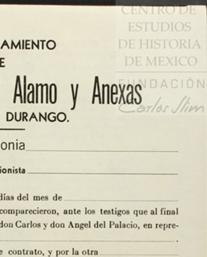 CENTRO DE
ESTUDIOS
DE HISTORIA
DE MEXICO
FUNDACIÓN
Carlos Slim
AMIENTO
E
Alamo y Anexas
DURANGO.
onia
ionista
días del mes de
comparecieron, ante los testigos que al final
don Carlos y don Angel del Palacio, en repre-
e contrato, y por la otra